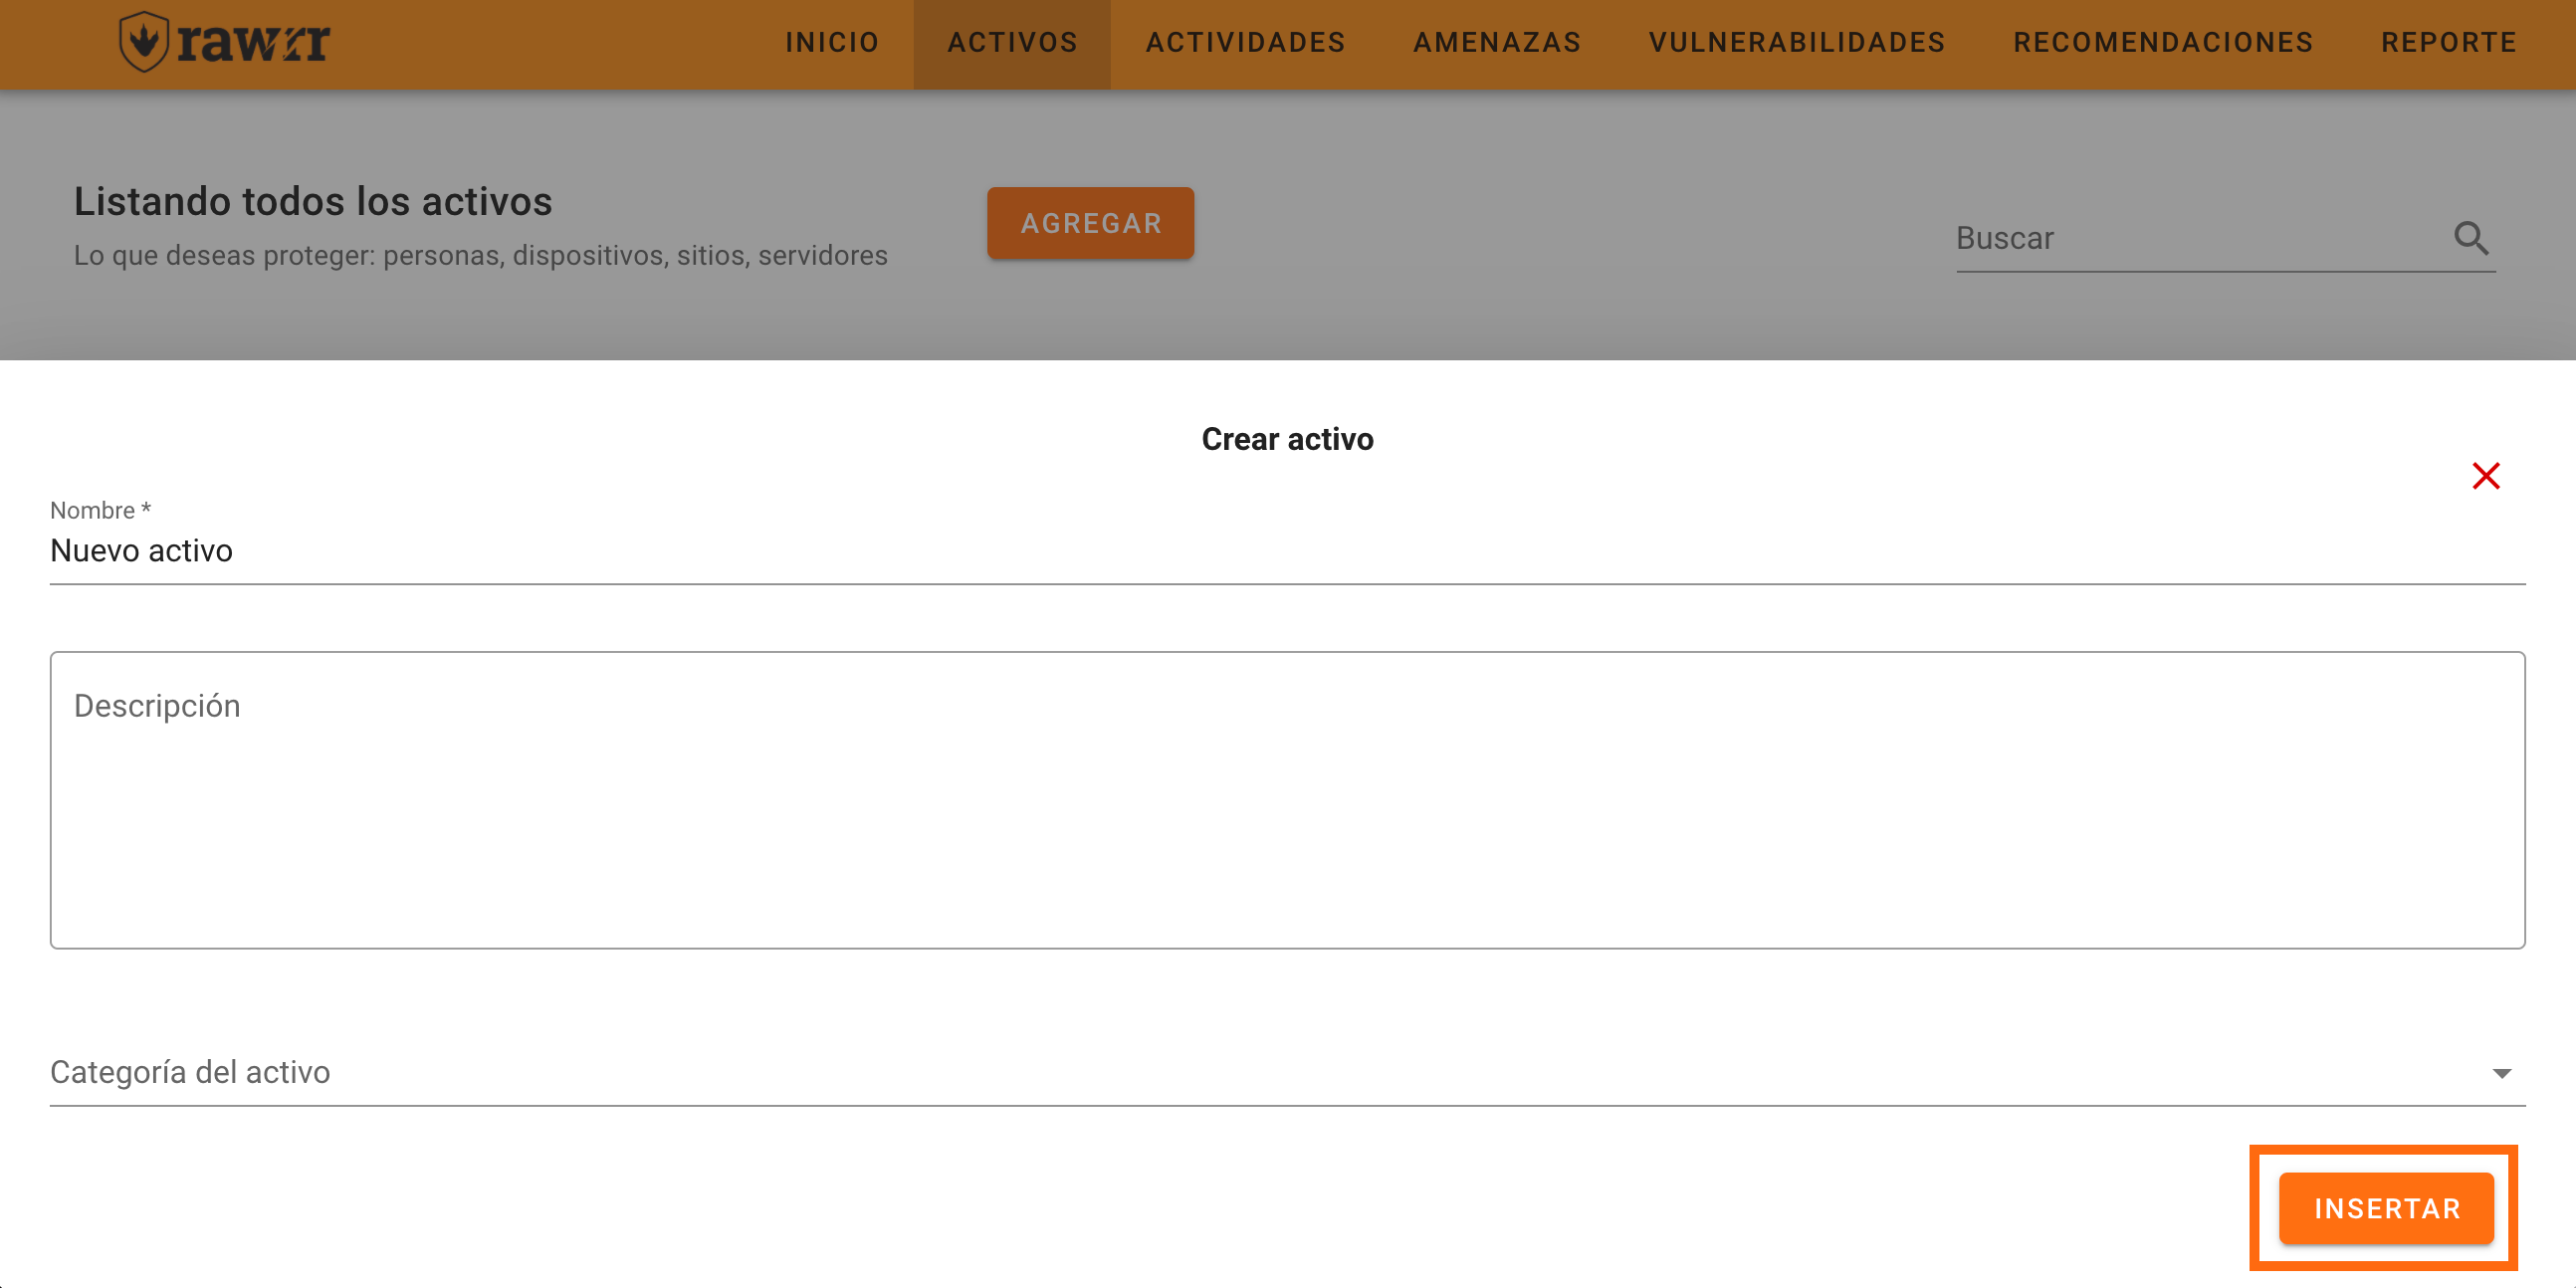 rawrr INICIO ACTIVOS ACTIVIDADES AMENAZAS VULNERABILIDADES RECOMENDACIONES REPORTE
Listando todos los activos
AGREGAR
Lo que deseas proteger: personas, dispositivos, sitios, servidores
Buscar
Crear activo
Nombre *
Nuevo activo
Descripción
Categoría del activo
INSERTAR